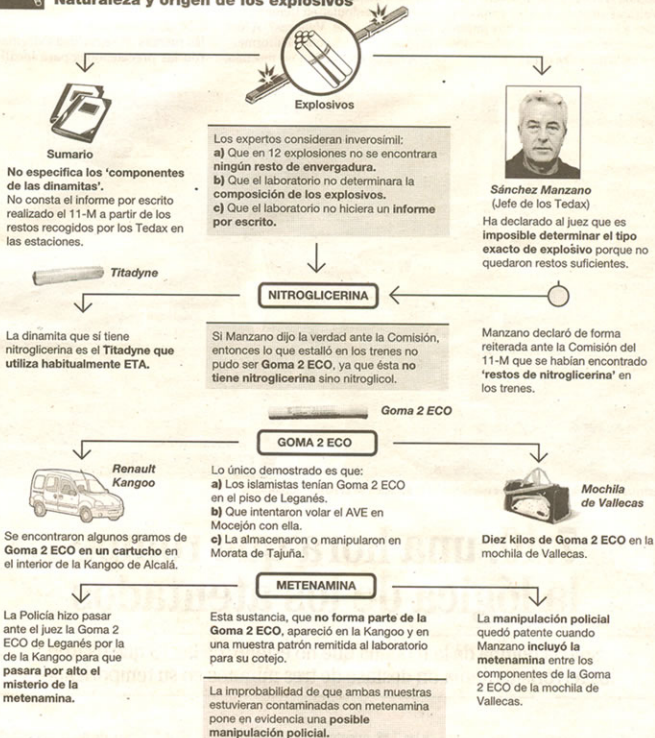 6 Naturaleza y origen de los explosivos
Explosivos
Sumario
No especifica los ‘componentes
de las dinamitas’.
No consta el informe por escrito
realizado el 11-M a partir de los
restos recogidos por los Tedax en
las estaciones.
Los expertos consideran inverosímil:
a) Que en 12 explosiones no se encontrara
ningún resto de envergadura.
b) Que el laboratorio no determinara la
composición de los explosivos.
c) Que el laboratorio no hiciera un informe
por escrito.
Sánchez Manzano
(Jefe de los Tedax)
Ha declarado al juez que es
imposible determinar el tipo
exacto de explosivo porque no
quedaron restos suficientes.
Titadyne
NITROGLICERINA
La dinamita que sí tiene
nitroglicerina es el Titadyne que
utiliza habitualmente ETA.
Si Manzano dijo la verdad ante la Comisión,
entonces lo que estalló en los trenes no
pudo ser Goma 2 ECO, ya que ésta no
tiene nitroglicerina sino nitroglicol.
Manzano declaró de forma
reiterada ante la Comisión del
11-M que se habían encontrado
‘restos de nitroglicerina’ en
los trenes.
Goma 2 ECO
GOMA 2 ECO
Renault
Kangoo
Se encontraron algunos gramos de
Goma 2 ECO en un cartucho en
el interior de la Kangoo de Alcalá.
Lo único demostrado es que:
a) Los islamistas tenían Goma 2 ECO
en el piso de Leganés.
b) Que intentaron volar el AVE en
Mocejón con ella.
c) La almacenaron o manipularon en
Morata de Tajuña.
Mochila
de Vallecas
Diez kilos de Goma 2 ECO en la
mochila de Vallecas.
METENAMINA
La Policía hizo pasar
ante el juez la Goma 2
ECO de Leganés por la
de la Kangoo para que
pasara por alto el
misterio de la
metenamina.
Esta sustancia, que no forma parte de la
Goma 2 ECO, apareció en la Kangoo y en
una muestra patrón remitida al laboratorio
para su cotejo.
La improbabilidad de que ambas muestras
estuvieran contaminadas con metenamina
pone en evidencia una posible
manipulación policial.
La manipulación policial
quedó patente cuando
Manzano incluyó la
metenamina entre los
componentes de la Goma
2 ECO de la mochila de
Vallecas.